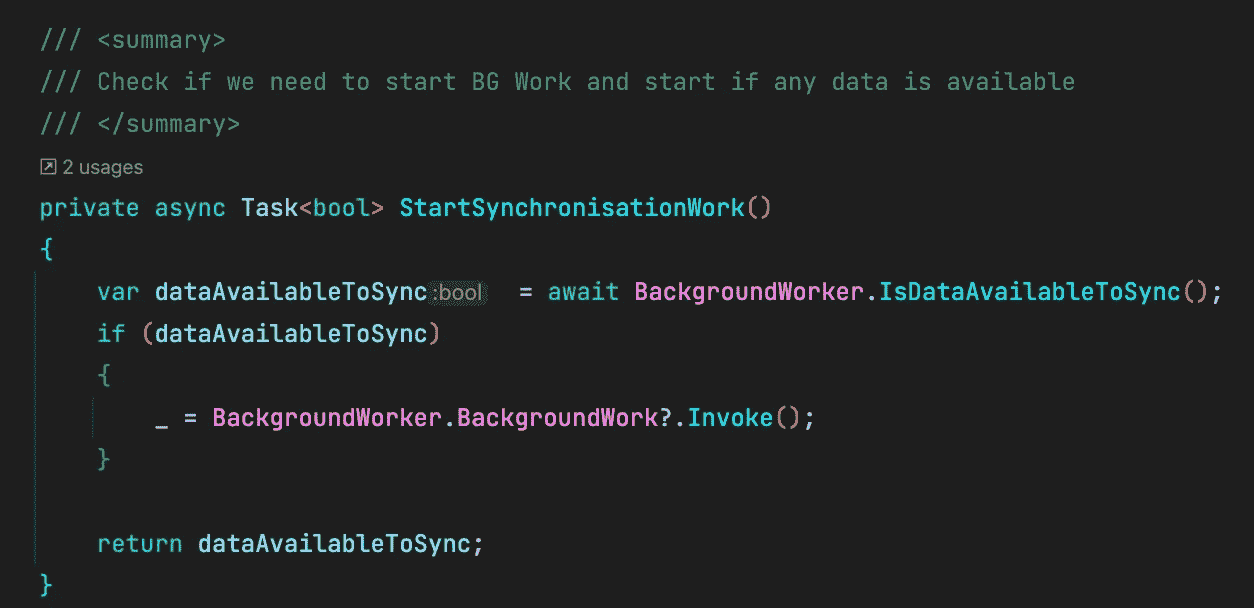 /// <summary>
/// Check if we need to start BG Work and start if any data is available
/// </summary>
2 usages
private async Task<bool> StartSynchronisationWork()
{
var dataAvailableToSync :bool = await BackgroundWorker.IsDataAvailableToSync();
if (dataAvailableToSync)
{
_ = BackgroundWorker.BackgroundWork?.Invoke();
}
return dataAvailableToSync;
}